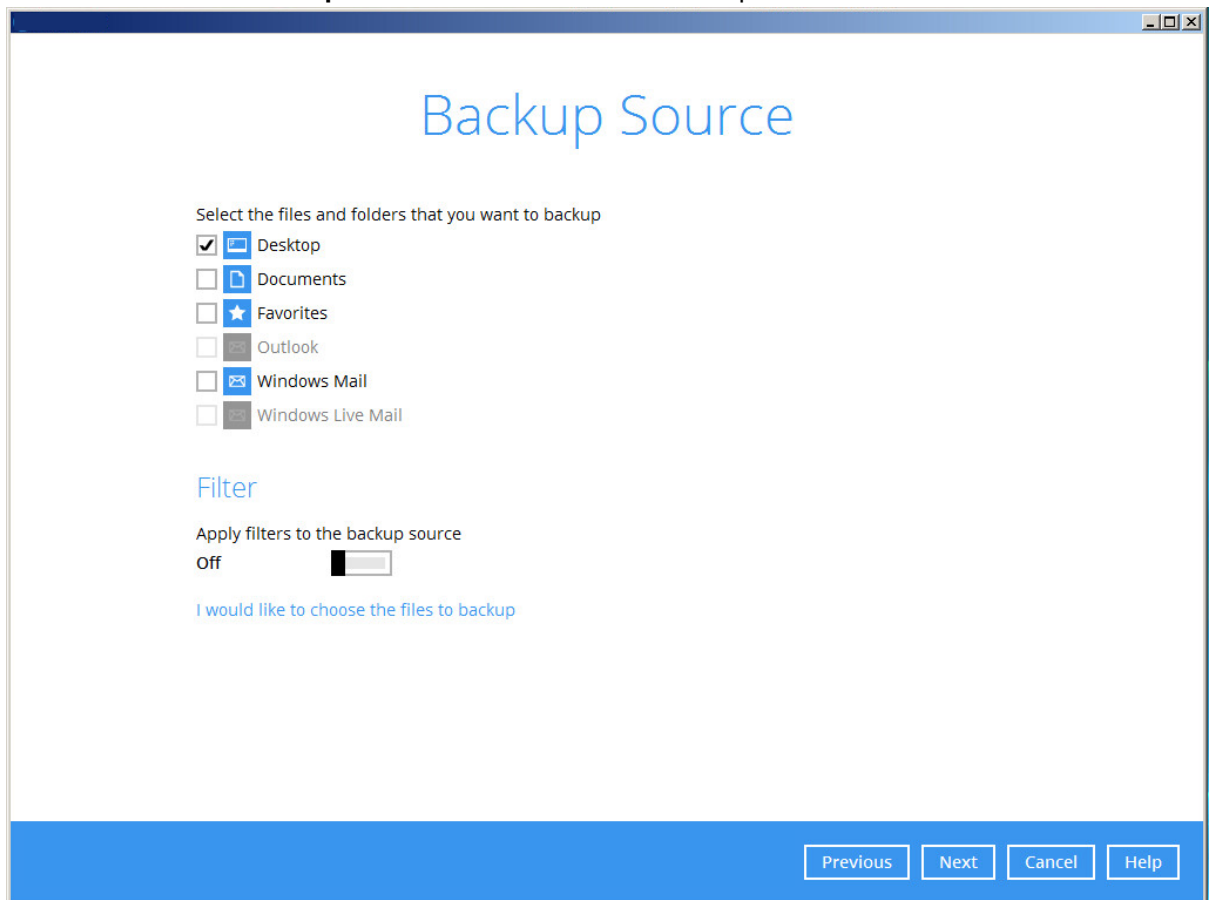 Backup Source
Select the files and folders that you want to backup
Desktop
Documents
Favorites
Outlook
Windows Mail
Windows Live Mail
Filter
Apply filters to the backup source
Off
I would like to choose the files to backup
Previous Next Cancel Help